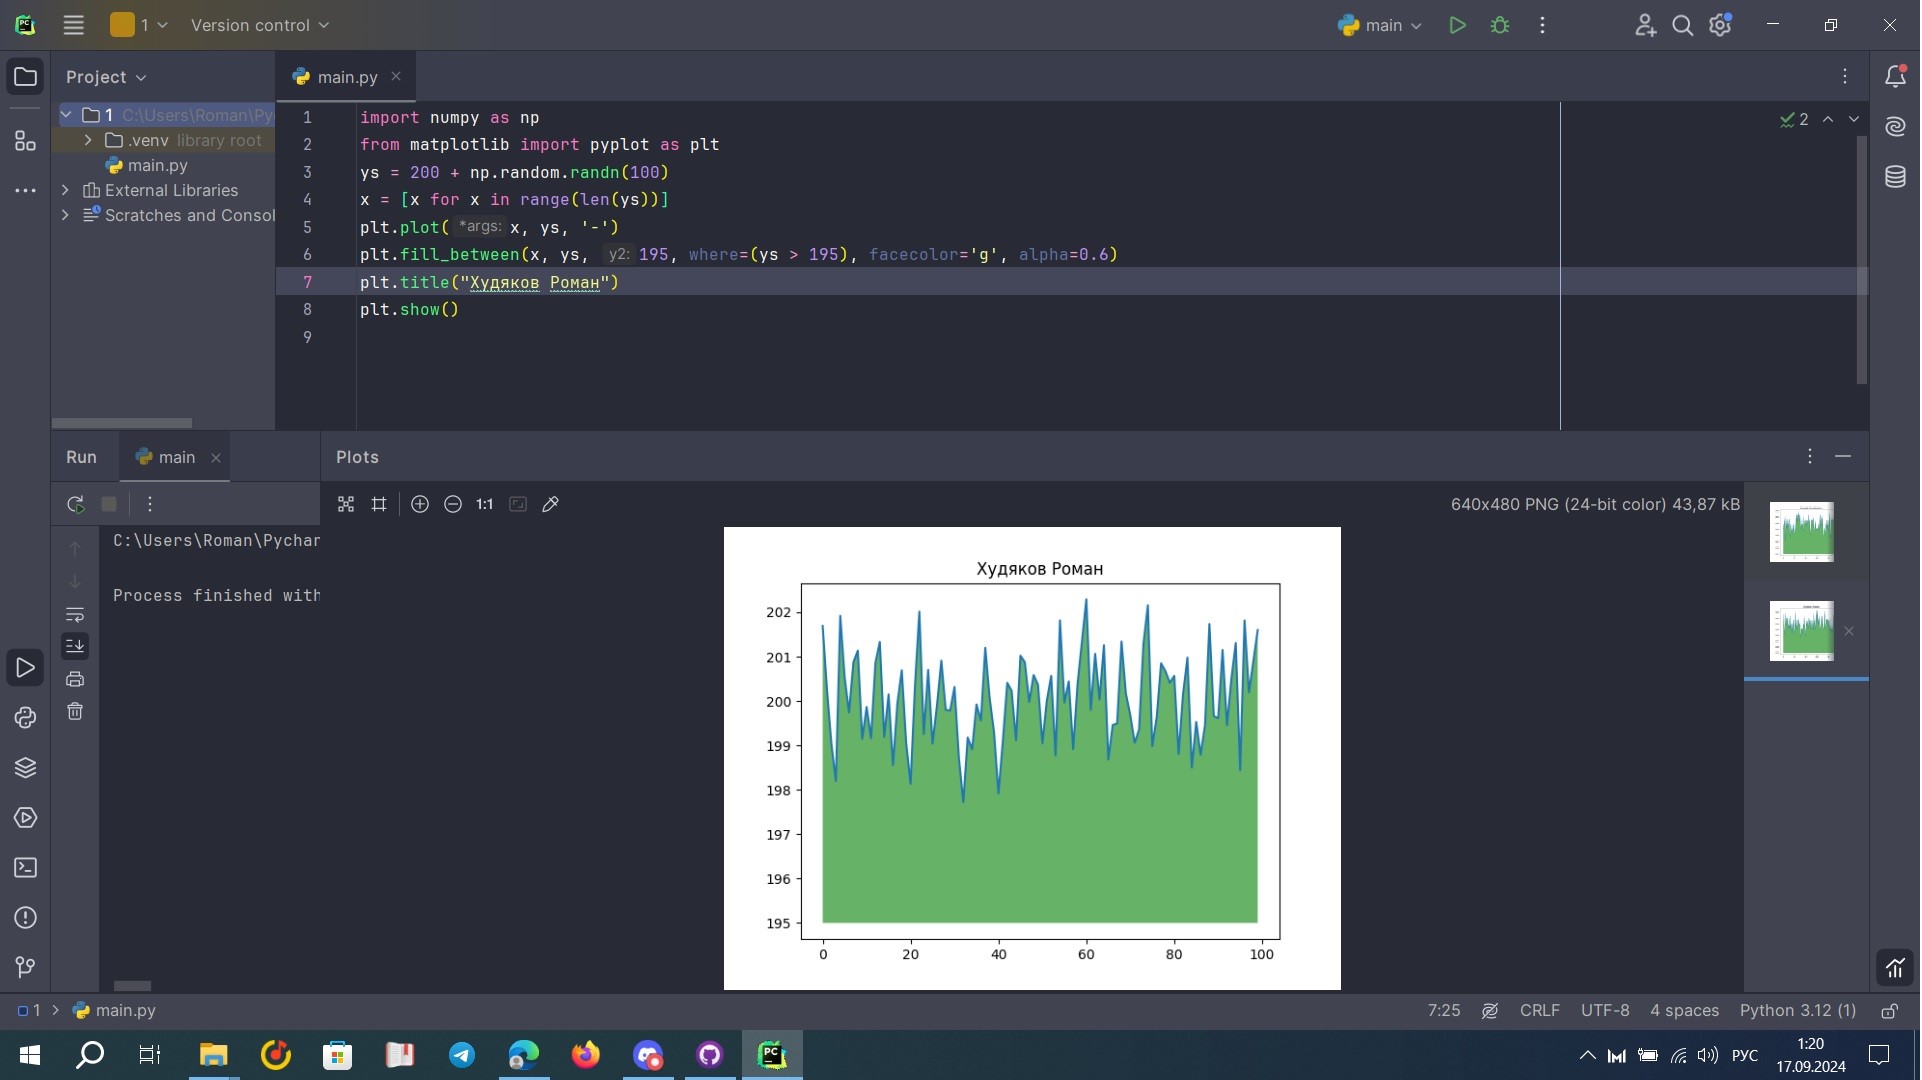 1 Version control main
Project main.py
1 C:\Users\Roman\Py
.venv library root
main.py
External Libraries
Scratches and Consol
1 import numpy as np
2 from matplotlib import pyplot as plt
3 ys = 200 + np.random.randn(100)
4 x = [x for x in range(len(ys))]
5 plt.plot( *args: x, ys, '-')
6 plt.fill_between(x, ys, y2: 195, where=(ys > 195), facecolor='g', alpha=0.6)
7 plt.title("Худяков Роман")
8 plt.show()
9
2
Run main Plots
1:1 640x480 PNG (24-bit color) 43,87 kB
C:\Users\Roman\Pychar
Process finished with
Худяков Роман
202
201
200
199
198
197
196
195
0 20 40 60 80 100
1 main.py 7:25 CRLF UTF-8 4 spaces Python 3.12 (1)
РУС 1:20
17.09.2024